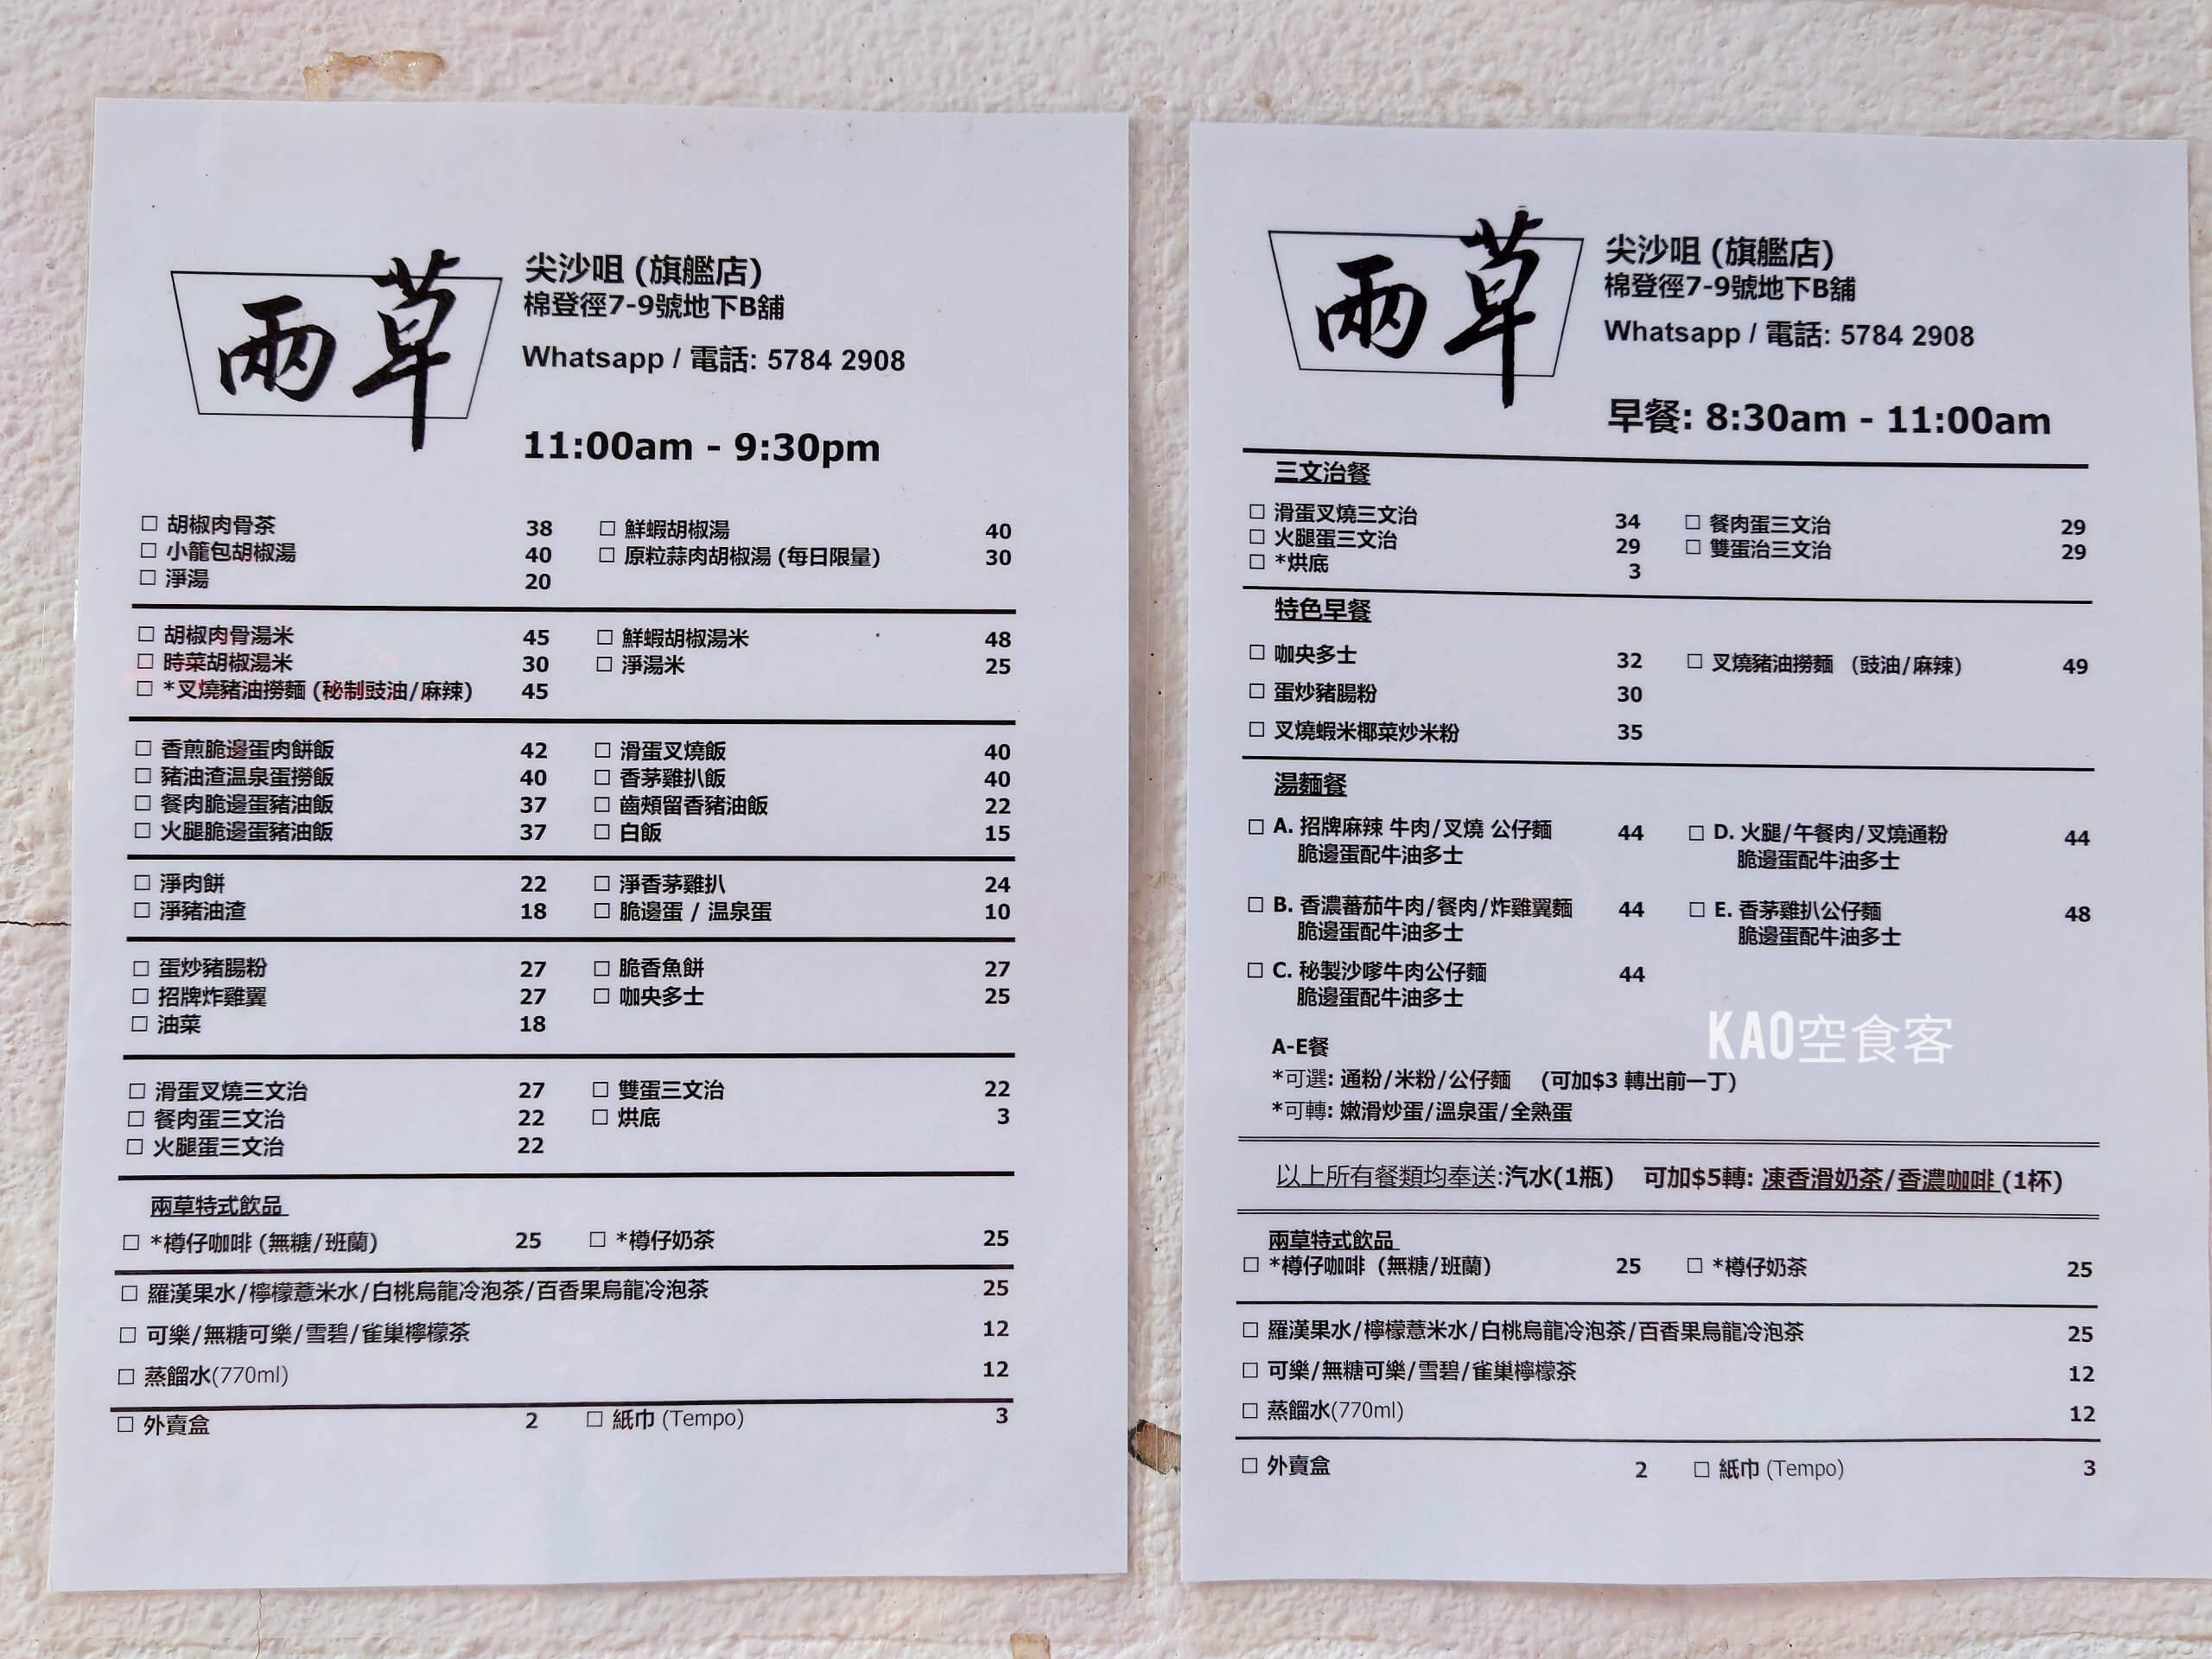 兩草
尖沙咀 (旗艦店)
棉登徑7-9號地下B舖
Whatsapp / 電話: 5784 2908
11:00am - 9:30pm
☐ 胡椒肉骨茶 38 ☐ 鮮蝦胡椒湯 40
☐ 小籠包胡椒湯 40 ☐ 原粒蒜肉胡椒湯 (每日限量) 30
☐ 淨湯 20
☐ 胡椒肉骨湯米 45 ☐ 鮮蝦胡椒湯米 48
☐ 時菜胡椒湯米 30 ☐ 淨湯米 25
☐ *叉燒豬油撈麵 (秘制豉油/麻辣) 45
☐ 香煎脆邊蛋肉餅飯 42 ☐ 滑蛋叉燒飯 40
☐ 豬油渣温泉蛋撈飯 40 ☐ 香茅雞扒飯 40
☐ 餐肉脆邊蛋豬油飯 37 ☐ 齒頰留香豬油飯 22
☐ 火腿脆邊蛋豬油飯 37 ☐ 白飯 15
☐ 淨肉餅 22 ☐ 淨香茅雞扒 24
☐ 淨豬油渣 18 ☐ 脆邊蛋 / 温泉蛋 10
☐ 蛋炒豬腸粉 27 ☐ 脆香魚餅 27
☐ 招牌炸雞翼 27 ☐ 咖央多士 25
☐ 油菜 18
☐ 滑蛋叉燒三文治 27 ☐ 雙蛋三文治 22
☐ 餐肉蛋三文治 22 ☐ 烘底 3
☐ 火腿蛋三文治 22
兩草特式飲品
☐ *樽仔咖啡 (無糖/班蘭) 25 ☐ *樽仔奶茶 25
☐ 羅漢果水/檸檬薏米水/白桃烏龍冷泡茶/百香果烏龍冷泡茶 25
☐ 可樂/無糖可樂/雪碧/雀巢檸檬茶 12
☐ 蒸餾水(770ml) 12
☐ 外賣盒 2 ☐ 紙巾 (Tempo) 3
兩草
尖沙咀 (旗艦店)
棉登徑7-9號地下B舖
Whatsapp / 電話: 5784 2908
早餐: 8:30am - 11:00am
三文治餐
☐ 滑蛋叉燒三文治 34 ☐ 餐肉蛋三文治 29
☐ 火腿蛋三文治 29 ☐ 雙蛋治三文治 29
☐ *烘底 3
特色早餐
☐ 咖央多士 32 ☐ 叉燒豬油撈麵 (豉油/麻辣) 49
☐ 蛋炒豬腸粉 30
☐ 叉燒蝦米椰菜炒米粉 35
湯麵餐
☐ A. 招牌麻辣 牛肉/叉燒 公仔麵 44 ☐ D. 火腿/午餐肉/叉燒通粉 44
脆邊蛋配牛油多士 脆邊蛋配牛油多士
☐ B. 香濃蕃茄牛肉/餐肉/炸雞翼麵 44 ☐ E. 香茅雞扒公仔麵 48
脆邊蛋配牛油多士 脆邊蛋配牛油多士
☐ C. 秘製沙嗲牛肉公仔麵 44
脆邊蛋配牛油多士
KAO空食客
A-E餐
*可選: 通粉/米粉/公仔麵 (可加$3 轉出前一丁)
*可轉: 嫩滑炒蛋/溫泉蛋/全熟蛋
以上所有餐類均奉送:汽水(1瓶) 可加$5轉: 凍香滑奶茶/香濃咖啡 (1杯)
兩草特式飲品
☐ *樽仔咖啡 (無糖/班蘭) 25 ☐ *樽仔奶茶 25
☐ 羅漢果水/檸檬薏米水/白桃烏龍冷泡茶/百香果烏龍冷泡茶 25
☐ 可樂/無糖可樂/雪碧/雀巢檸檬茶 12
☐ 蒸餾水(770ml) 12
☐ 外賣盒 2 ☐ 紙巾 (Tempo) 3